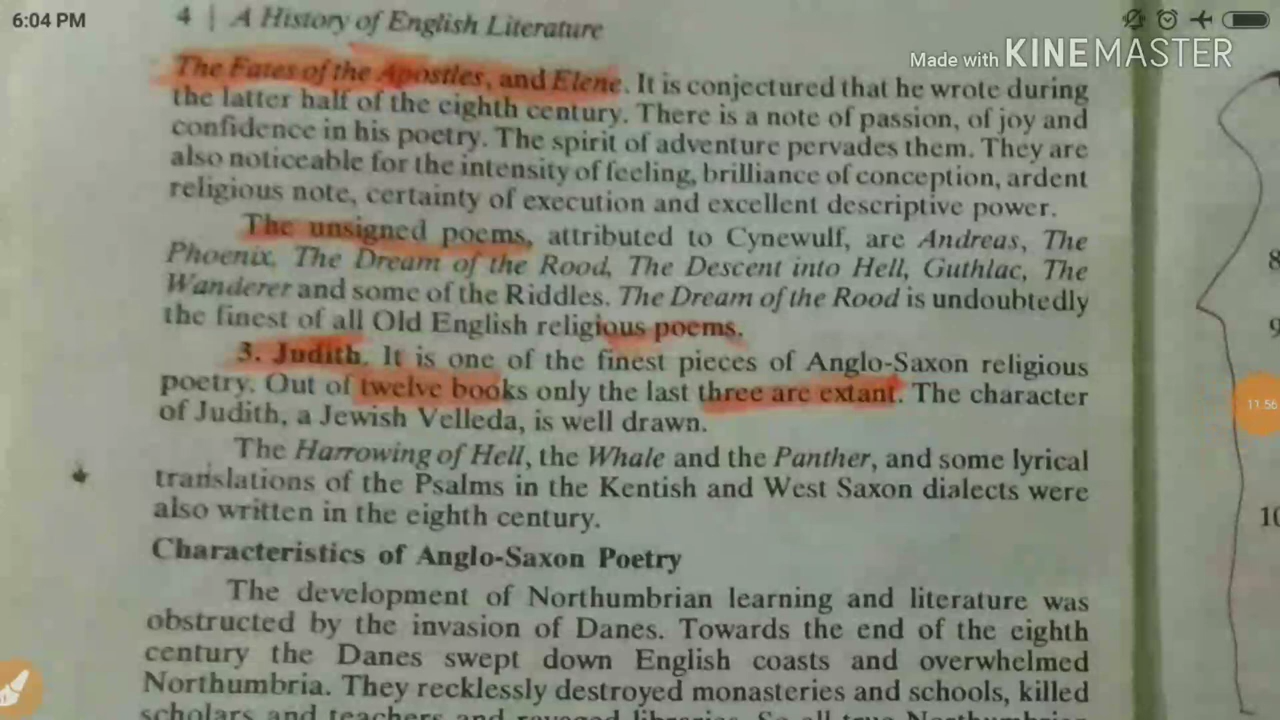 6:04 PM
4 | A History of English Literature
Made with KINEMASTER
The Fates of the Apostles, and Elene. It is conjectured that he wrote during
the latter half of the eighth century. There is a note of passion, of joy and
confidence in his poetry. The spirit of adventure pervades them. They are
also noticeable for the intensity of feeling, brilliance of conception, ardent
religious note, certainty of execution and excellent descriptive power.
The unsigned poems, attributed to Cynewulf, are Andreas, The
Phoenix, The Dream of the Rood, The Descent into Hell, Guthlac, The
Wanderer and some of the Riddles. The Dream of the Rood is undoubtedly
the finest of all Old English religious poems.
3. Judith. It is one of the finest pieces of Anglo-Saxon religious
poetry. Out of twelve books only the last three are extant. The character
of Judith, a Jewish Velleda, is well drawn.
The Harrowing of Hell, the Whale and the Panther, and some lyrical
translations of the Psalms in the Kentish and West Saxon dialects were
also written in the eighth century.
Characteristics of Anglo-Saxon Poetry
The development of Northumbrian learning and literature was
obstructed by the invasion of Danes. Towards the end of the eighth
century the Danes swept down English coasts and overwhelmed
Northumbria. They recklessly destroyed monasteries and schools, killed
scholars and teachers and
8
9
11:56
10